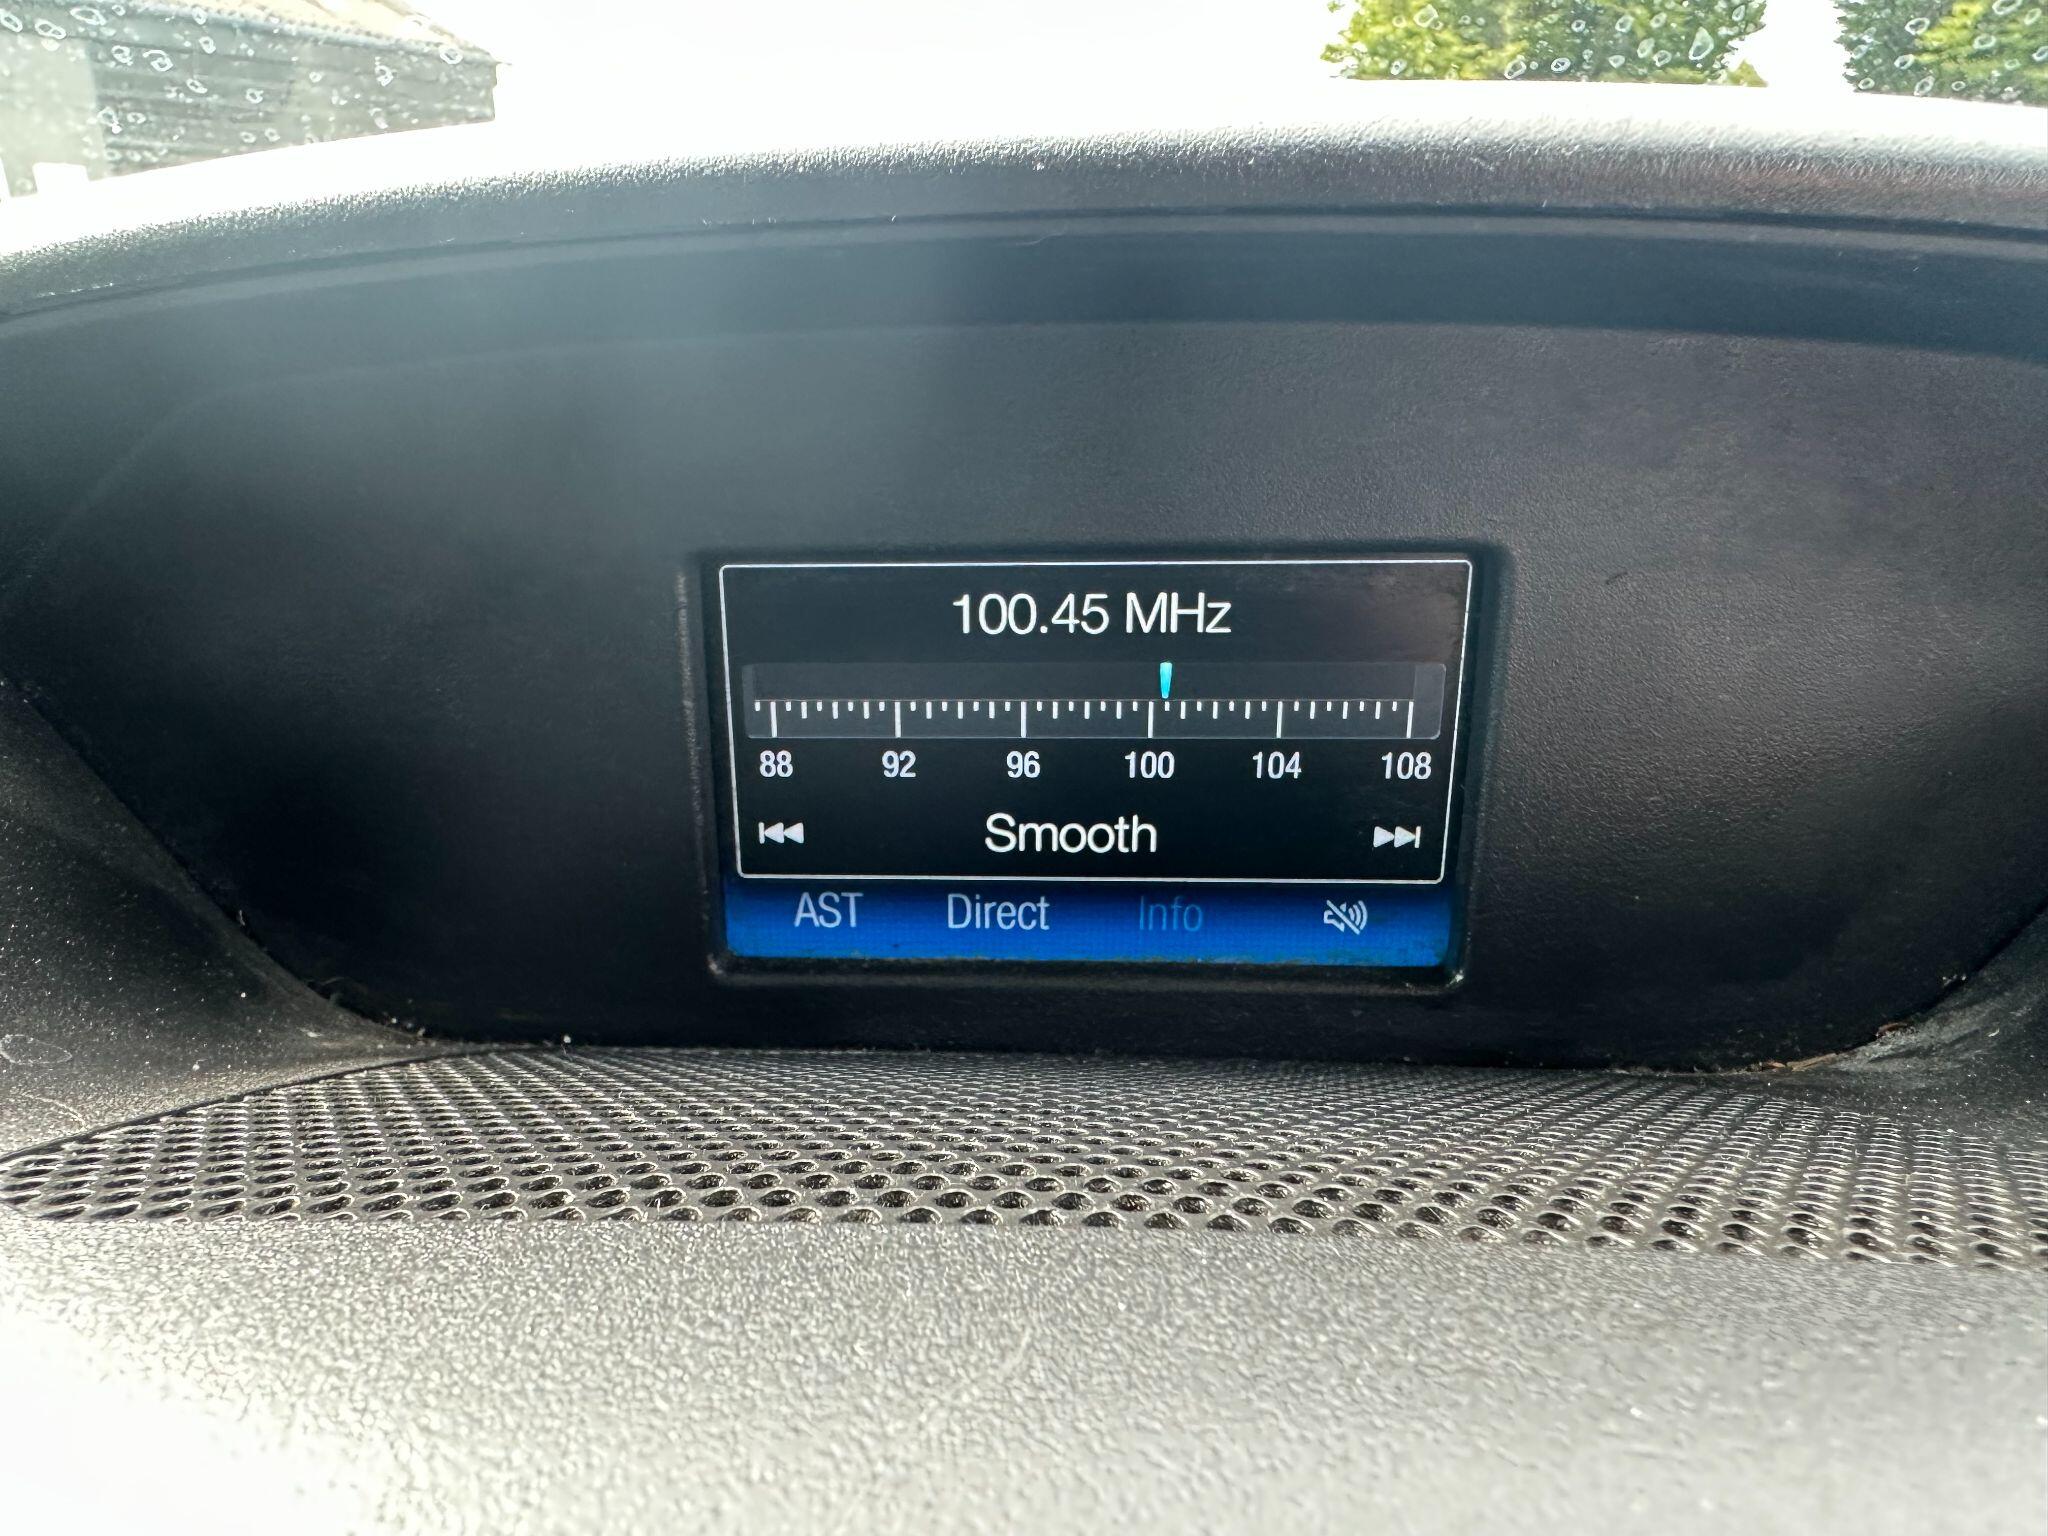 100.45 MHz
88 92 96 100 104 108
Smooth
AST Direct Info